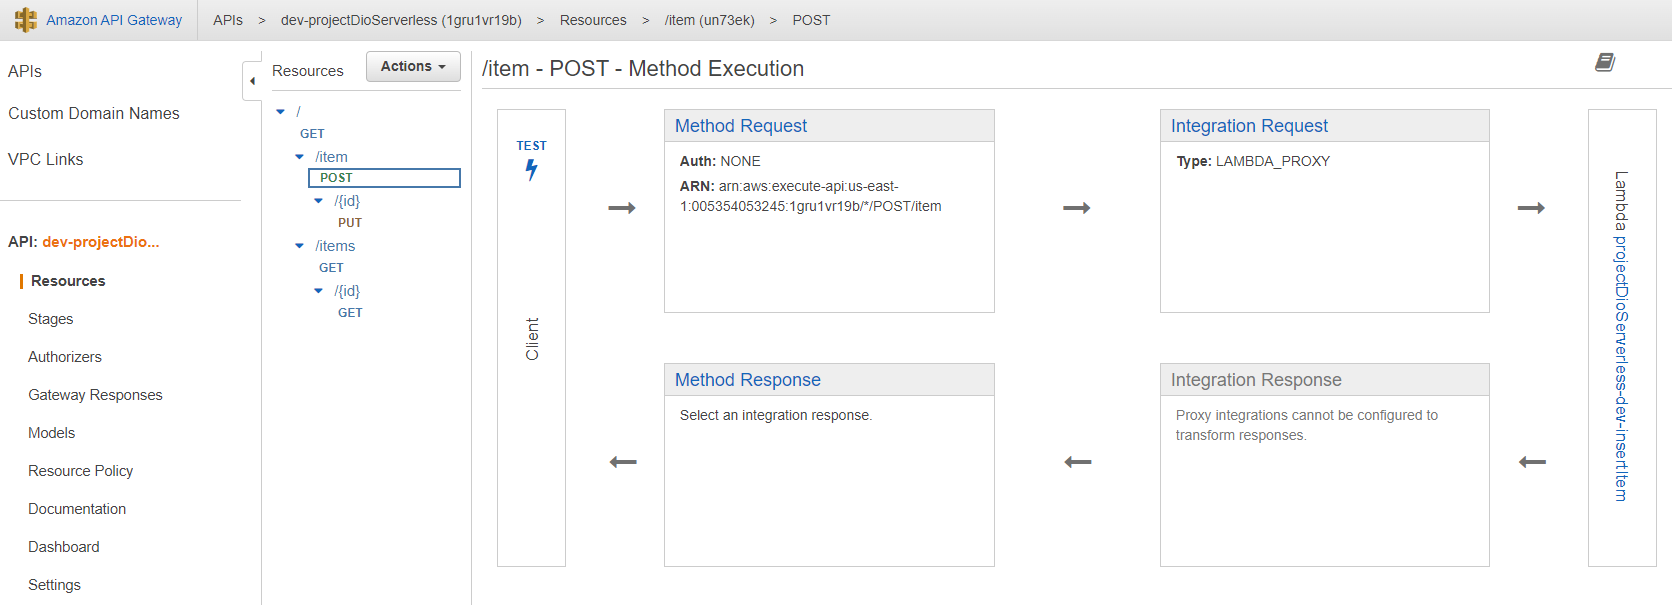 Amazon API Gateway
APIs > dev-projectDioServerless (1gru1vr19b) > Resources > /item (un73ek) > POST
APIs
Custom Domain Names
VPC Links
API: dev-projectDio...
Resources
Stages
Authorizers
Gateway Responses
Models
Resource Policy
Documentation
Dashboard
Settings
Resources
Actions
/
GET
/item
POST
/{id}
PUT
/items
GET
/{id}
GET
/item - POST - Method Execution
TEST
Client
Method Request
Auth: NONE
ARN: arn:aws:execute-api:us-east-
1:005354053245:1gru1vr19b/*/POST/item
Integration Request
Type: LAMBDA_PROXY
Lambda projectDioServerless-dev-insertItem
Method Response
Select an integration response.
Integration Response
Proxy integrations cannot be configured to
transform responses.